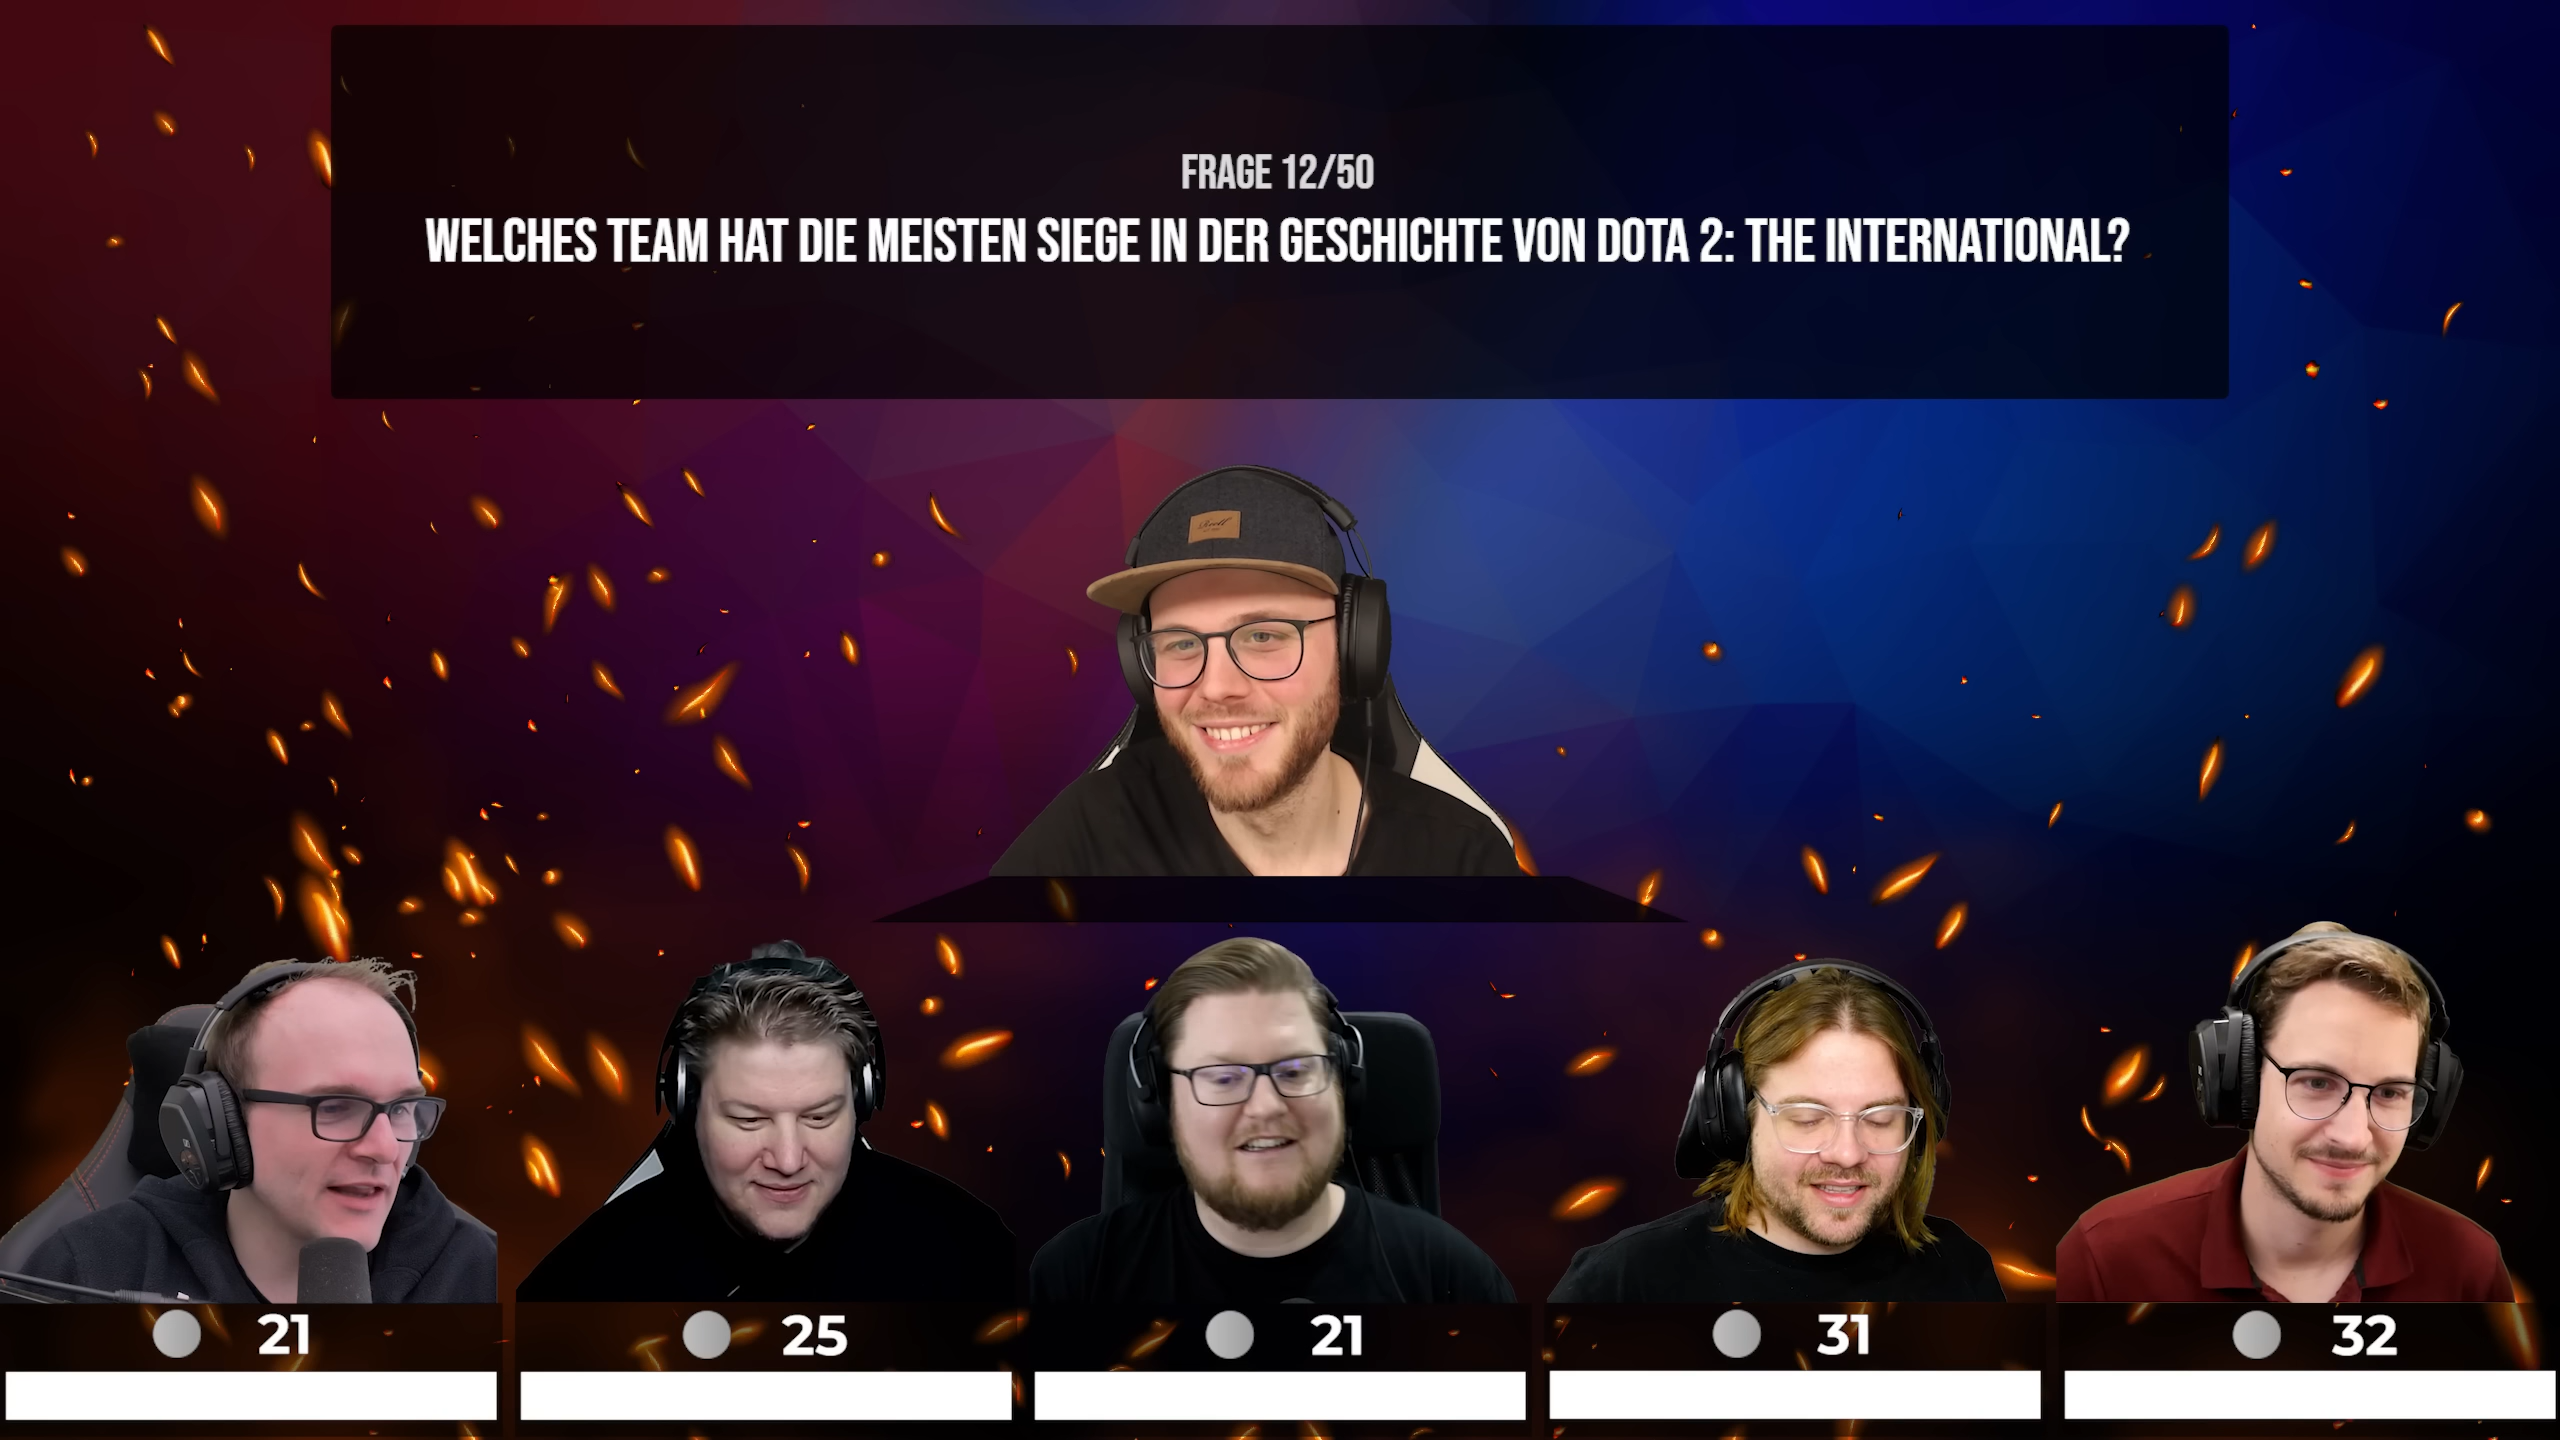 FRAGE 12/50
WELCHES TEAM HAT DIE MEISTEN SIEGE IN DER GESCHICHTE VON DOTA 2: THE INTERNATIONAL?
Reell
21
25
21
31
32